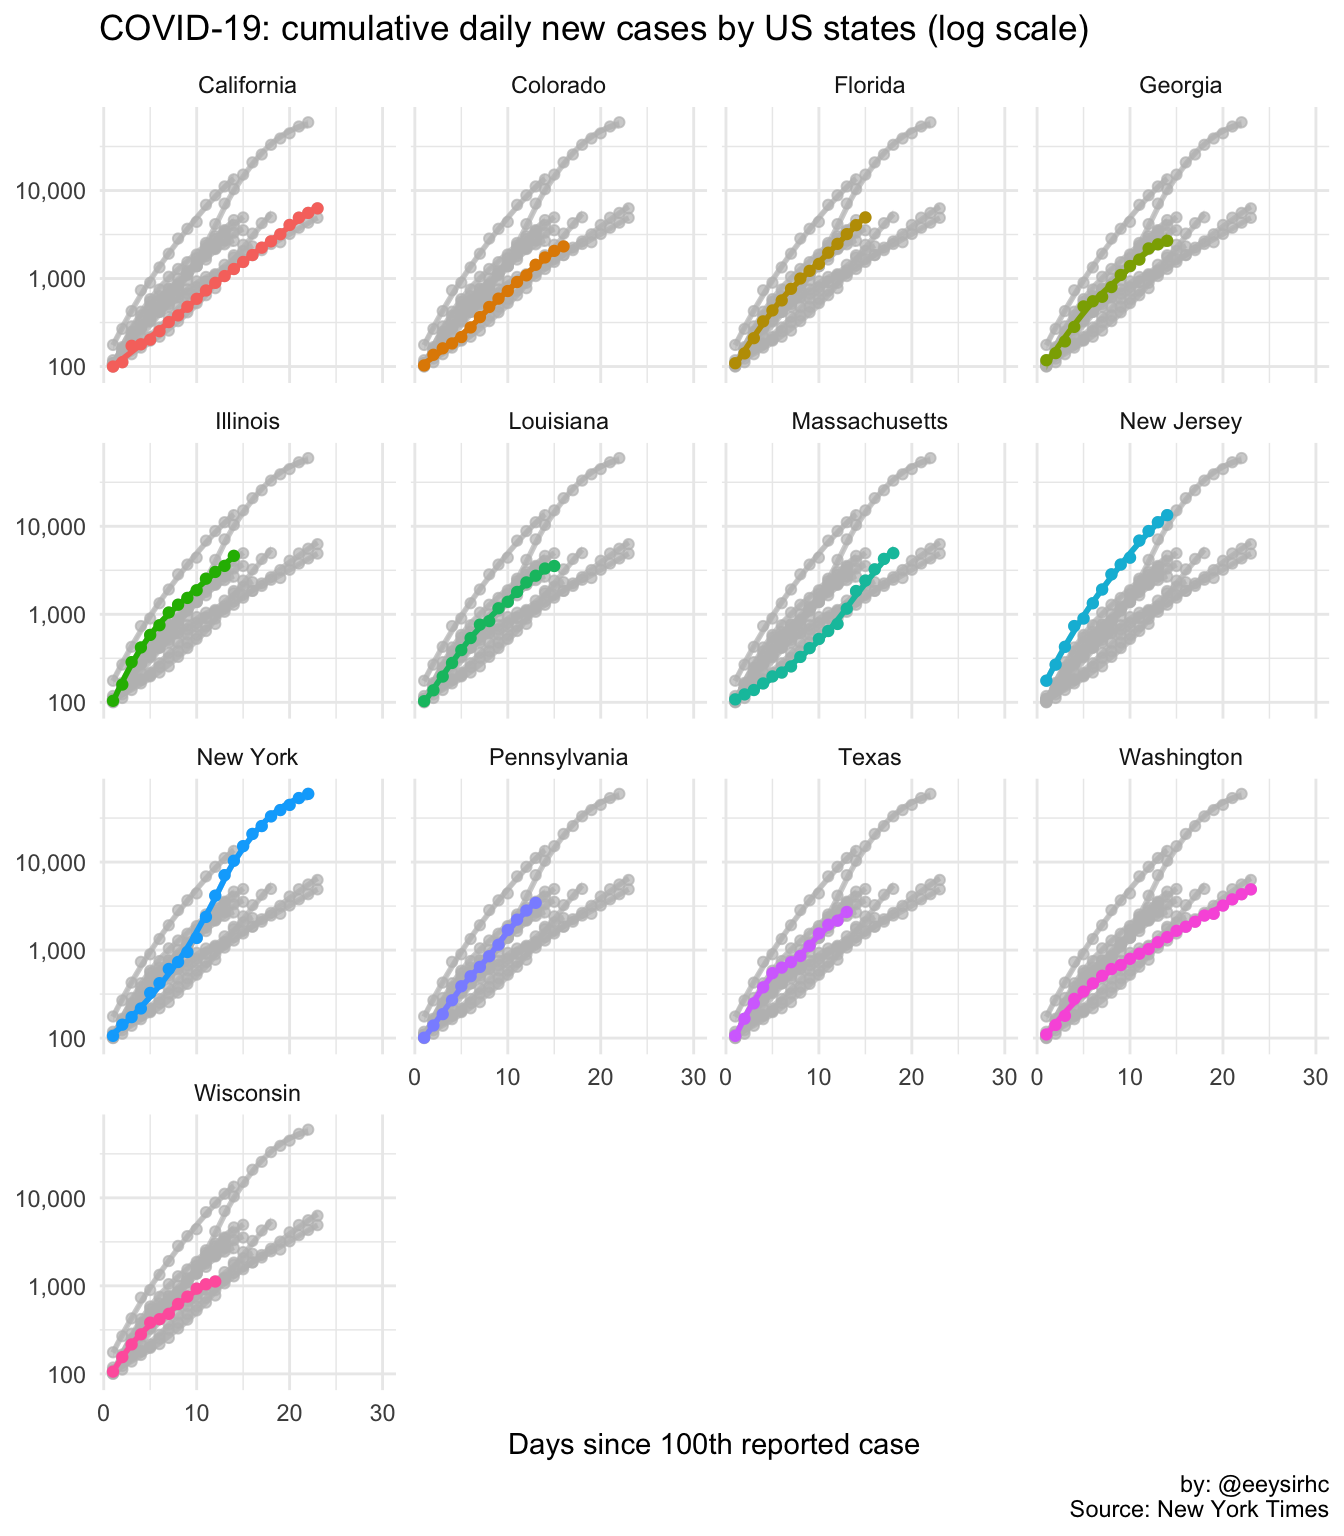 COVID-19: cumulative daily new cases by US states (log scale)
California Colorado Florida Georgia
10,000
1,000
100
Illinois Louisiana Massachusetts New Jersey
10,000
1,000
100
New York Pennsylvania Texas Washington
10,000
1,000
100
0 10 20 30 0 10 20 30 0 10 20 30
Wisconsin
10,000
1,000
100
0 10 20 30
Days since 100th reported case
by: @eeysirhc
Source: New York Times